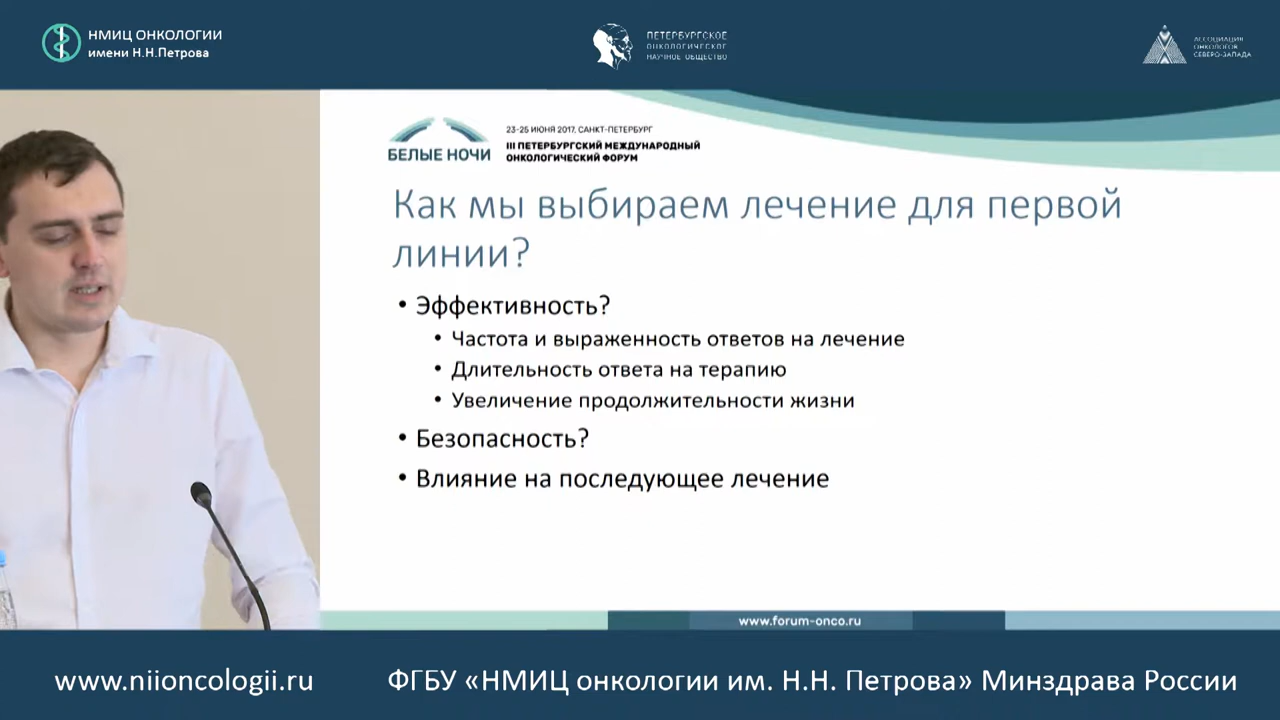 НМИЦ ОНКОЛОГИИ
имени Н.Н.Петрова
ПЕТЕРБУРГСКОЕ
ОНКОЛОГИЧЕСКОЕ
НАУЧНОЕ ОБЩЕСТВО
АССОЦИАЦИЯ
ОНКОЛОГОВ
СЕВЕРО-ЗАПАДА
БЕЛЫЕ НОЧИ
23-25 ИЮНЯ 2017, САНКТ-ПЕТЕРБУРГ
III ПЕТЕРБУРГСКИЙ МЕЖДУНАРОДНЫЙ
ОНКОЛОГИЧЕСКИЙ ФОРУМ
Как мы выбираем лечение для первой
линии?
• Эффективность?
• Частота и выраженность ответов на лечение
• Длительность ответа на терапию
• Увеличение продолжительности жизни
• Безопасность?
• Влияние на последующее лечение
www.forum-onco.ru
www.niioncologii.ru
ФГБУ «НМИЦ онкологии им. Н.Н. Петрова» Минздрава России